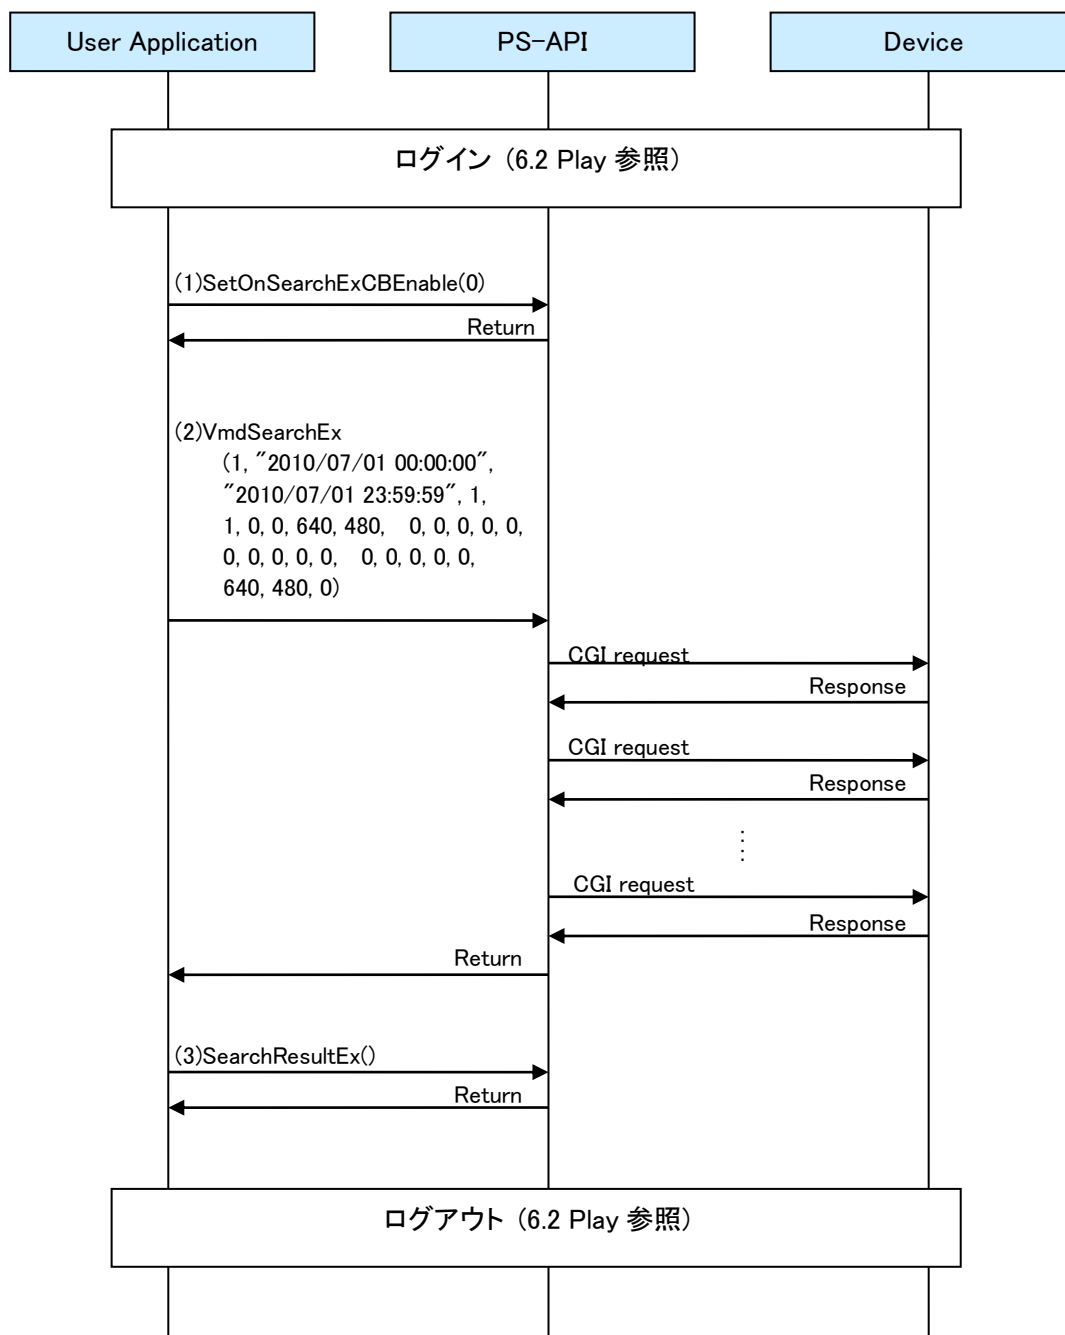 User Application
PS-API
Device
ログイン (6.2 Play 参照)
(1)SetOnSearchExCBEnable(0)
Return
(2)VmdSearchEx
(1, "2010/07/01 00:00:00",
"2010/07/01 23:59:59", 1,
1, 0, 0, 640, 480, 0, 0, 0, 0, 0,
0, 0, 0, 0, 0, 0, 0, 0, 0, 0,
640, 480, 0)
CGI request
Response
CGI request
Response
CGI request
Response
Return
(3)SearchResultEx()
Return
ログアウト (6.2 Play 参照)